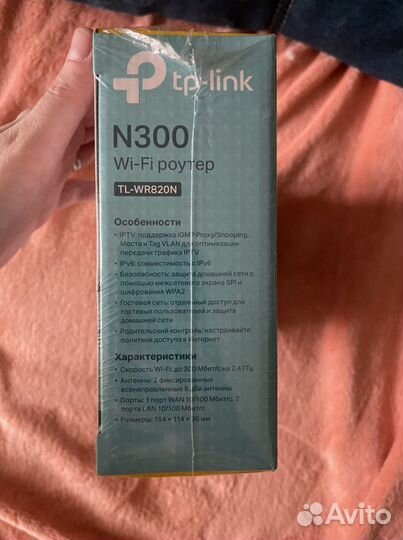 tp-link
N300
Wi-Fi роутер
TL-WR820N
Особенности
• IPTV: поддержка IGMP Proxy/Snooping,
Моста и Tag VLAN для оптимизации
передачи трафика IPTV
• IPv6: совместимость с IPv6
• Безопасность: защита домашней сети с
помощью межсетевого экрана SPI и
шифрования WPA2
• Гостевая сеть: отдельный доступ для
гостевых пользователей и защита
домашней сети
• Родительский контроль: настраивайте
политики доступа в Интернет
Характеристики
• Скорость Wi-Fi: до 300 Мбит/с на 2,4 ГГц
• Антенны: 2 фиксированные
всенаправленные 5 дБи антенны
• Порты: 1 порт WAN 10/100 Мбит/с, 2
порта LAN 10/100 Мбит/с
• Размеры: 154 × 114 × 36 мм
Avito